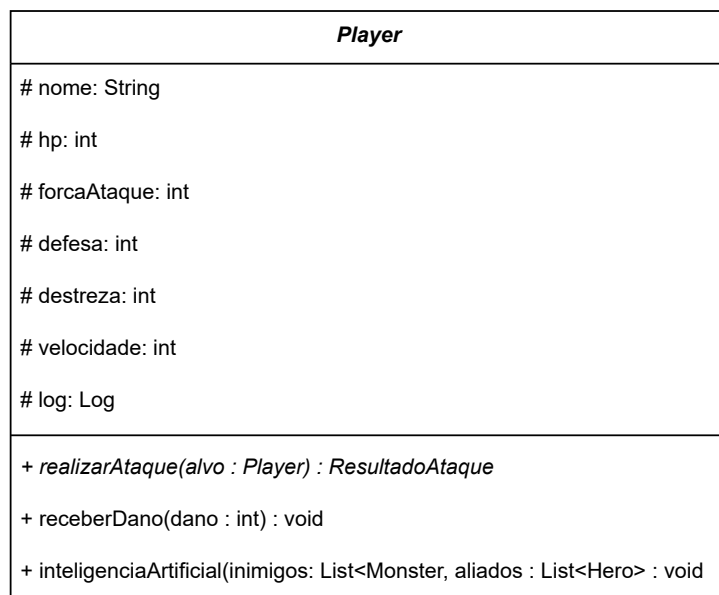 Player
# nome: String
# hp: int
# forcaAtaque: int
# defesa: int
# destreza: int
# velocidade: int
# log: Log
+ realizarAtaque(alvo : Player) : ResultadoAtaque
+ receberDano(dano : int) : void
+ inteligenciaArtificial(inimigos: List<Monster, aliados : List<Hero> : void